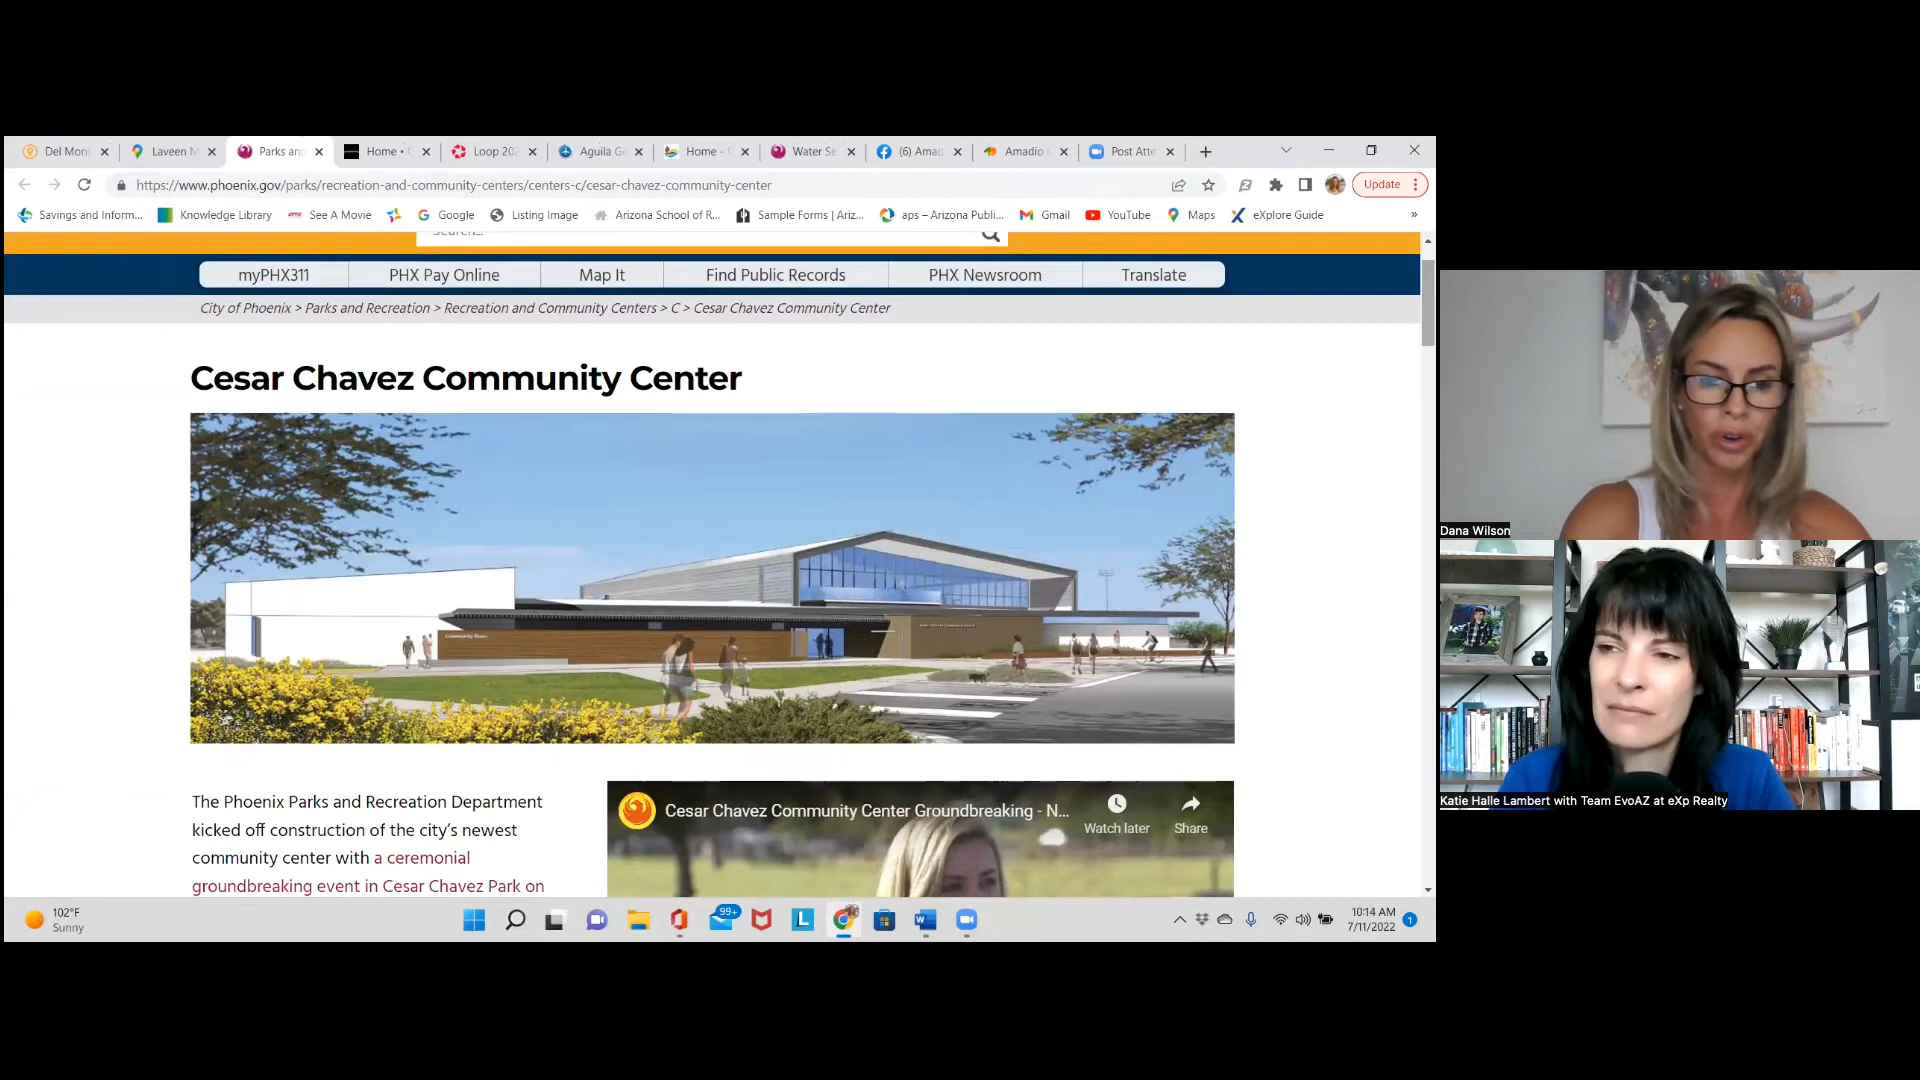 Del Mon
Laveen M
Parks and
Home •
Loop 202
Aguila G
Home -
Water Se
(6) Amad
Amadio
Post Atte
https://www.phoenix.gov/parks/recreation-and-community-centers/centers-c/cesar-chavez-community-center
Update
Savings and Inform...
Knowledge Library
See A Movie
Google
Listing Image
Arizona School of R...
Sample Forms | Ariz...
aps – Arizona Publi...
Gmail
YouTube
Maps
eXplore Guide
»
Search...
myPHX311
PHX Pay Online
Map It
Find Public Records
PHX Newsroom
Translate
City of Phoenix > Parks and Recreation > Recreation and Community Centers > C > Cesar Chavez Community Center
Cesar Chavez Community Center
The Phoenix Parks and Recreation Department
kicked off construction of the city's newest
community center with a ceremonial
groundbreaking event in Cesar Chavez Park on
Cesar Chavez Community Center Groundbreaking - N...
Watch later
Share
Dana Wilson
Katie Halle Lambert with Team EvoAZ at eXp Realty
102°F
Sunny
99+
10:14 AM
7/11/2022
1